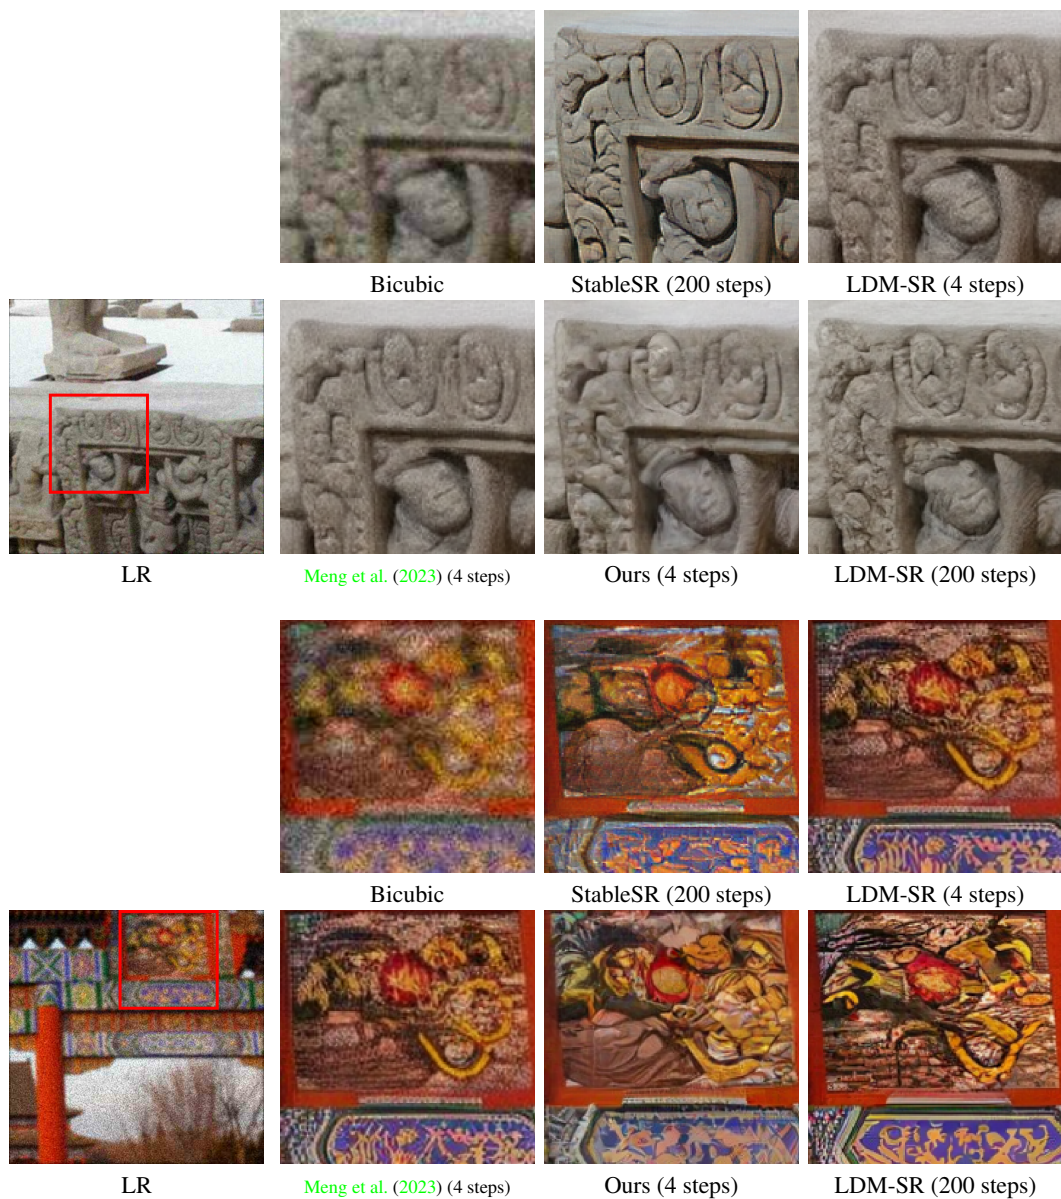 Bicubic
StableSR (200 steps)
LDM-SR (4 steps)
LR
Meng et al. (2023) (4 steps)
Ours (4 steps)
LDM-SR (200 steps)
Bicubic
StableSR (200 steps)
LDM-SR (4 steps)
LR
Meng et al. (2023) (4 steps)
Ours (4 steps)
LDM-SR (200 steps)